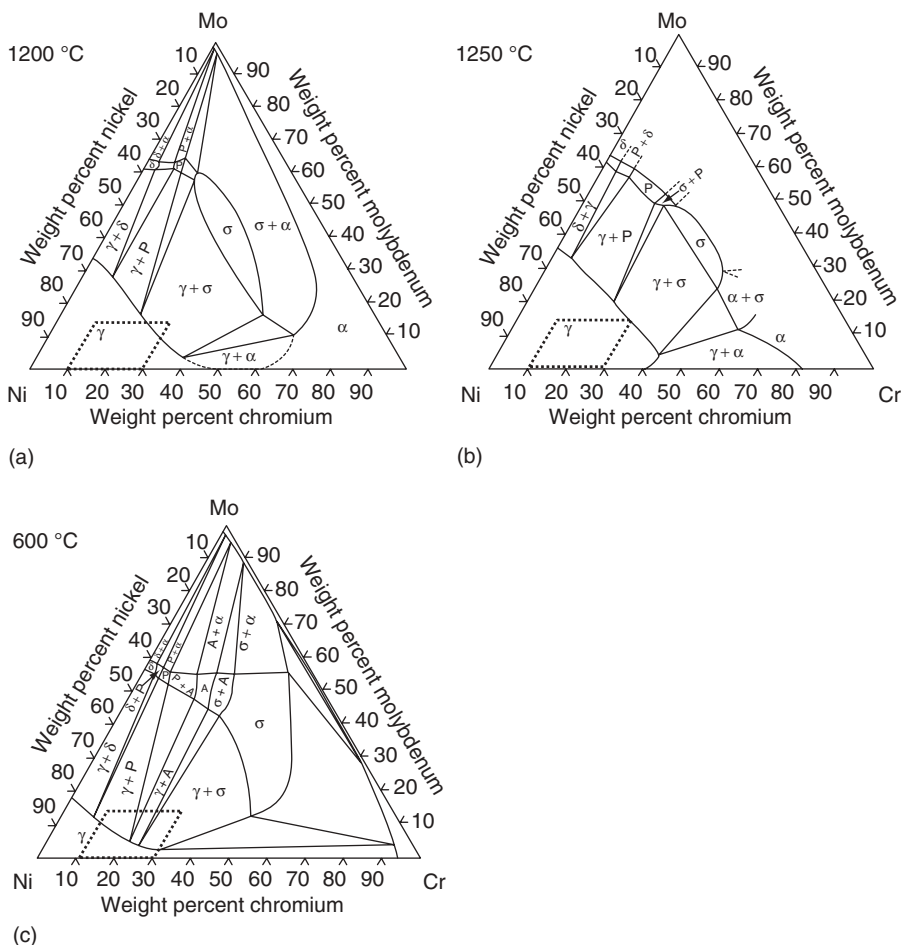 Mo
1200 °C
Weight percent nickel
10
20
30
40
50
60
70
80
90
Weight percent molybdenum
90
80
70
60
50
40
30
20
10
δ
δ + α
P
P + α
γ + δ
γ + P
σ
σ + α
γ + σ
α
γ
γ + α
Ni
10 20 30 40 50 60 70 80 90
Weight percent chromium
(a)
Mo
1250 °C
Weight percent nickel
10
20
30
40
50
60
70
80
90
Weight percent molybdenum
90
80
70
60
50
40
30
20
10
δ
P + δ
P
σ + P
δ + γ
γ + P
σ
γ + σ
α + σ
γ
γ + α
α
Ni
10 20 30 40 50 60 70 80 90
Cr
Weight percent chromium
(b)
Mo
600 °C
Weight percent nickel
10
20
30
40
50
60
70
80
90
Weight percent molybdenum
90
80
70
60
50
40
30
20
10
δ
δ + α
P + α
A + α
σ + α
δ + P
P
P + A
A
σ + A
σ
γ + δ
γ + P
γ + A
γ + σ
γ
Ni
10 20 30 40 50 60 70 80 90
Cr
Weight percent chromium
(c)